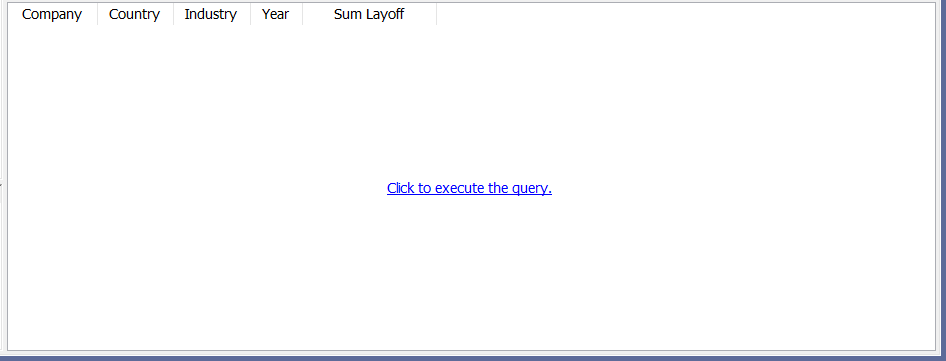 Company Country Industry Year Sum Layoff
Click to execute the query.